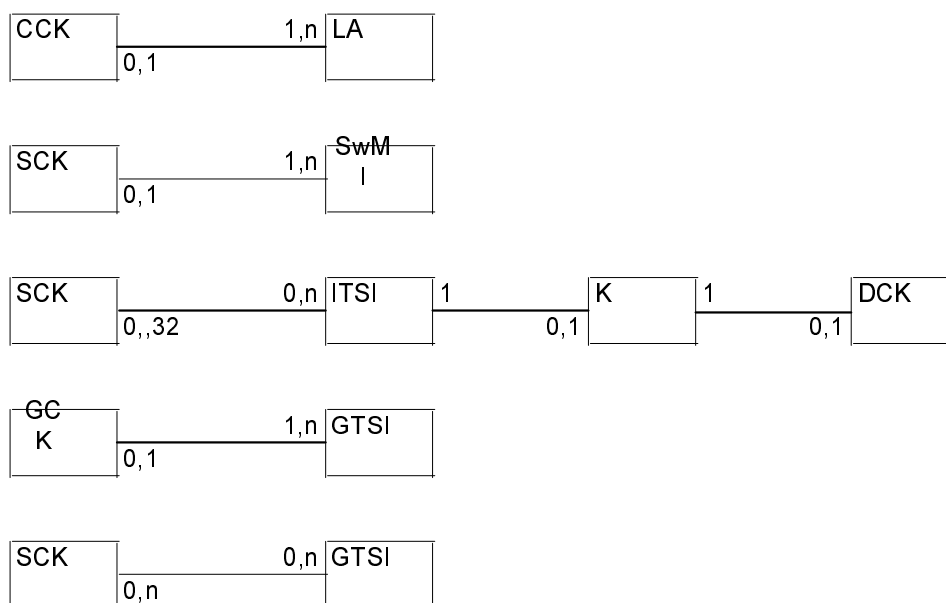 CCK 1,n LA
0,1
SwM
SCK 1,n I
0,1
SCK 0,n ITSI 1 K 1 DCK
0,,32 0,1 0,1
GC
K 1,n GTSI
0,1
SCK 0,n GTSI
0,n